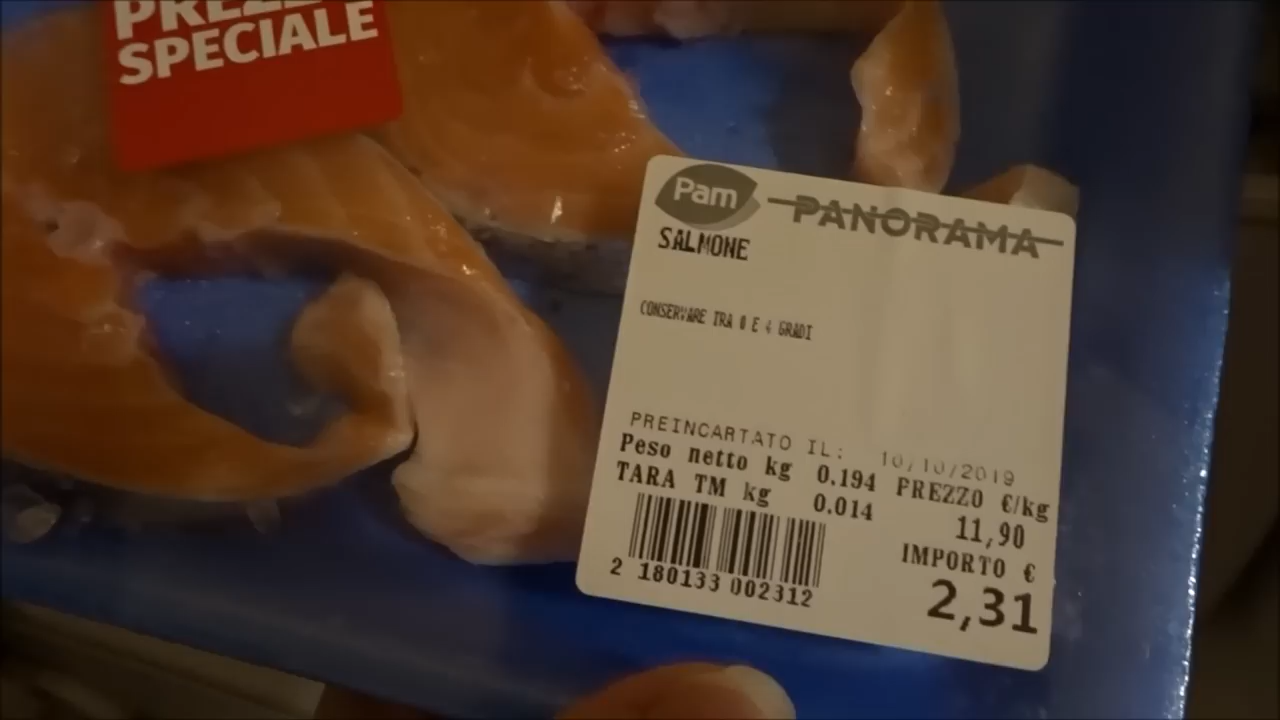 PREZZ
SPECIALE
Pam PANORAMA
SALMONE
CONSERVARE TRA 0 E 4 GRADI
PREINCARTATO IL: 10/10/2019
Peso netto kg 0.194 PREZZO €/kg
TARA TM kg 0.014 11,90
IMPORTO €
2,31
2 180133 002312